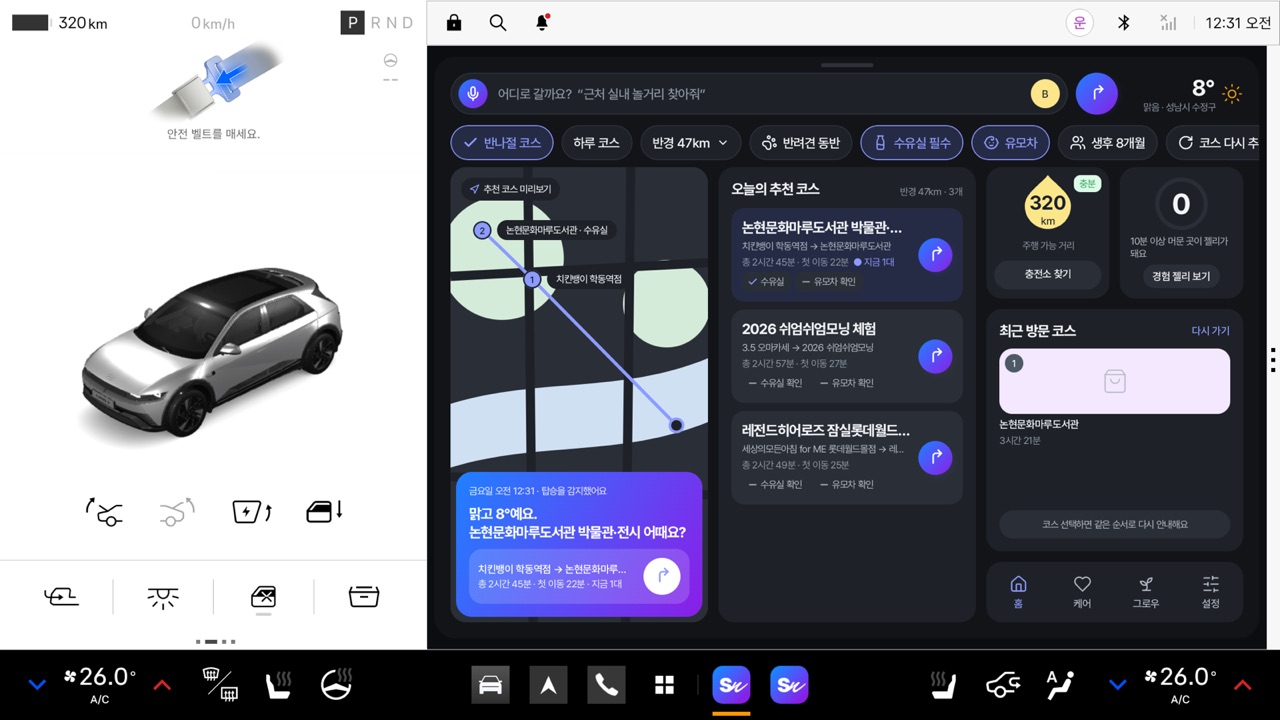 320 km
0 km/h
P R N D
안전 벨트를 매세요.
운
12:31 오전
어디로 갈까요? “근처 실내 놀거리 찾아줘”
B
8°
맑음 · 성남시 수정구
반나절 코스
하루 코스
반경 47km
반려견 동반
수유실 필수
유모차
생후 8개월
코스 다시 추
추천 코스 미리보기
2
논현문화마루도서관 · 수유실
1
치킨뱅이 학동역점
금요일 오전 12:31 · 탑승을 감지했어요
맑고 8°예요.
논현문화마루도서관 박물관·전시 어때요?
치킨뱅이 학동역점 → 논현문화마루...
총 2시간 45분 · 첫 이동 22분 · 지금 1대
오늘의 추천 코스
반경 47km · 3개
논현문화마루도서관 박물관·...
치킨뱅이 학동역점 → 논현문화마루도서관
총 2시간 45분 · 첫 이동 22분 지금 1대
수유실
유모차 확인
2026 쉬엄쉬엄모닝 체험
3.5 오마카세 → 2026 쉬엄쉬엄모닝
총 2시간 57분 · 첫 이동 27분
수유실 확인
유모차 확인
레전드히어로즈 잠실롯데월드...
세상의모든아침 for ME 롯데월드몰점 → 레...
총 2시간 49분 · 첫 이동 25분
수유실 확인
유모차 확인
충분
320
km
주행 가능 거리
충전소 찾기
0
10분 이상 머문 곳이 젤리가
돼요
경험 젤리 보기
최근 방문 코스
다시 가기
1
논현문화마루도서관
3시간 21분
코스 선택하면 같은 순서로 다시 안내해요
홈
케어
그로우
설정
26.0°
A/C
A
26.0°
A/C